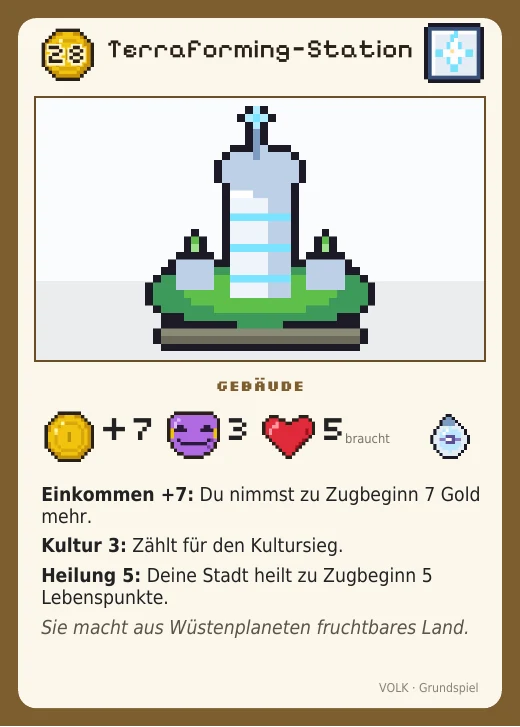 28 Terraforming-Station
GEBÄUDE
+7 3 5 braucht
Einkommen +7: Du nimmst zu Zugbeginn 7 Gold
mehr.
Kultur 3: Zählt für den Kultursieg.
Heilung 5: Deine Stadt heilt zu Zugbeginn 5
Lebenspunkte.
Sie macht aus Wüstenplaneten fruchtbares Land.
VOLK · Grundspiel